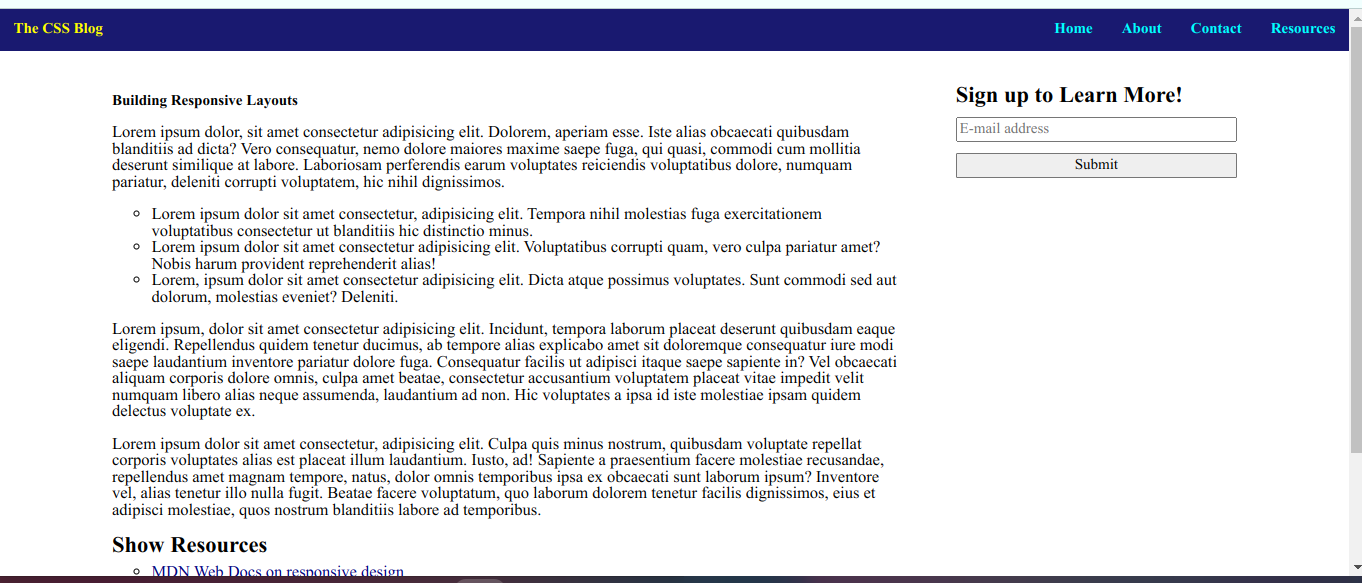 The CSS Blog
Home About Contact Resources
Building Responsive Layouts
Lorem ipsum dolor, sit amet consectetur adipisicing elit. Dolorem, aperiam esse. Iste alias obcaecati quibusdam
blanditiis ad dicta? Vero consequatur, nemo dolore maiores maxime saepe fuga, qui quasi, commodi cum mollitia
deserunt similique at labore. Laboriosam perferendis earum voluptates reiciendis voluptatibus dolore, numquam
pariatur, deleniti corrupti voluptatem, hic nihil dignissimos.
Lorem ipsum dolor sit amet consectetur, adipisicing elit. Tempora nihil molestias fuga exercitationem
voluptatibus consectetur ut blanditiis hic distinctio minus.
Lorem ipsum dolor sit amet consectetur adipisicing elit. Voluptatibus corrupti quam, vero culpa pariatur amet?
Nobis harum provident reprehenderit alias!
Lorem, ipsum dolor sit amet consectetur adipisicing elit. Dicta atque possimus voluptates. Sunt commodi sed aut
dolorum, molestias eveniet? Deleniti.
Lorem ipsum, dolor sit amet consectetur adipisicing elit. Incidunt, tempora laborum placeat deserunt quibusdam eaque
eligendi. Repellendus quidem tenetur ducimus, ab tempore alias explicabo amet sit doloremque consequatur iure modi
saepe laudantium inventore pariatur dolore fuga. Consequatur facilis ut adipisci itaque saepe sapiente in? Vel obcaecati
aliquam corporis dolore omnis, culpa amet beatae, consectetur accusantium voluptatem placeat vitae impedit velit
numquam libero alias neque assumenda, laudantium ad non. Hic voluptates a ipsa id iste molestiae ipsam quidem
delectus voluptate ex.
Lorem ipsum dolor sit amet consectetur, adipisicing elit. Culpa quis minus nostrum, quibusdam voluptate repellat
corporis voluptates alias est placeat illum laudantium. Iusto, ad! Sapiente a praesentium facere molestiae recusandae,
repellendus amet magnam tempore, natus, dolor omnis temporibus ipsa ex obcaecati sunt laborum ipsum? Inventore
vel, alias tenetur illo nulla fugit. Beatae facere voluptatum, quo laborum dolorem tenetur facilis dignissimos, eius et
adipisci molestiae, quos nostrum blanditiis labore ad temporibus.
Show Resources
MDN Web Docs on responsive design
Sign up to Learn More!
E-mail address
Submit